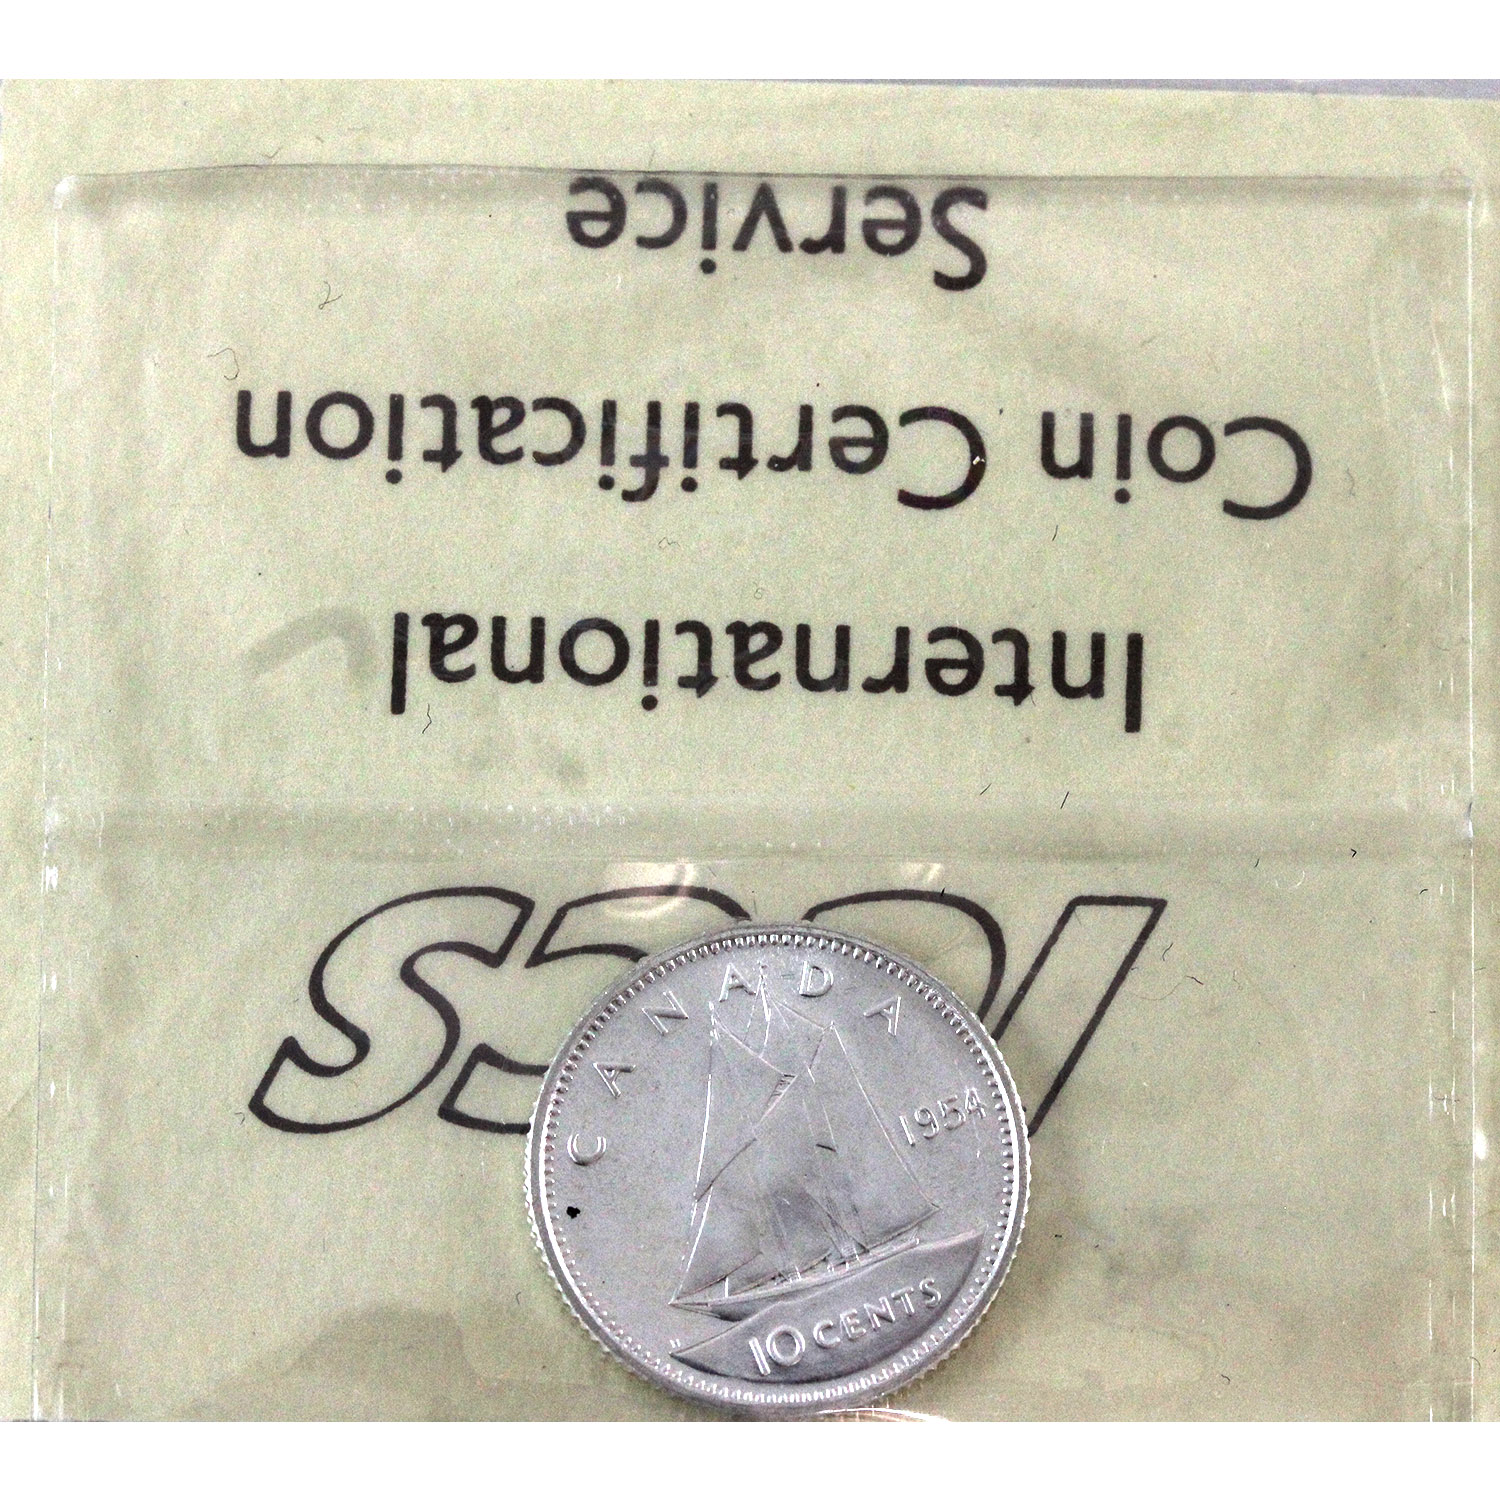 ICCS
International
Coin Certification
Service
CANADA
1954
10 CENTS